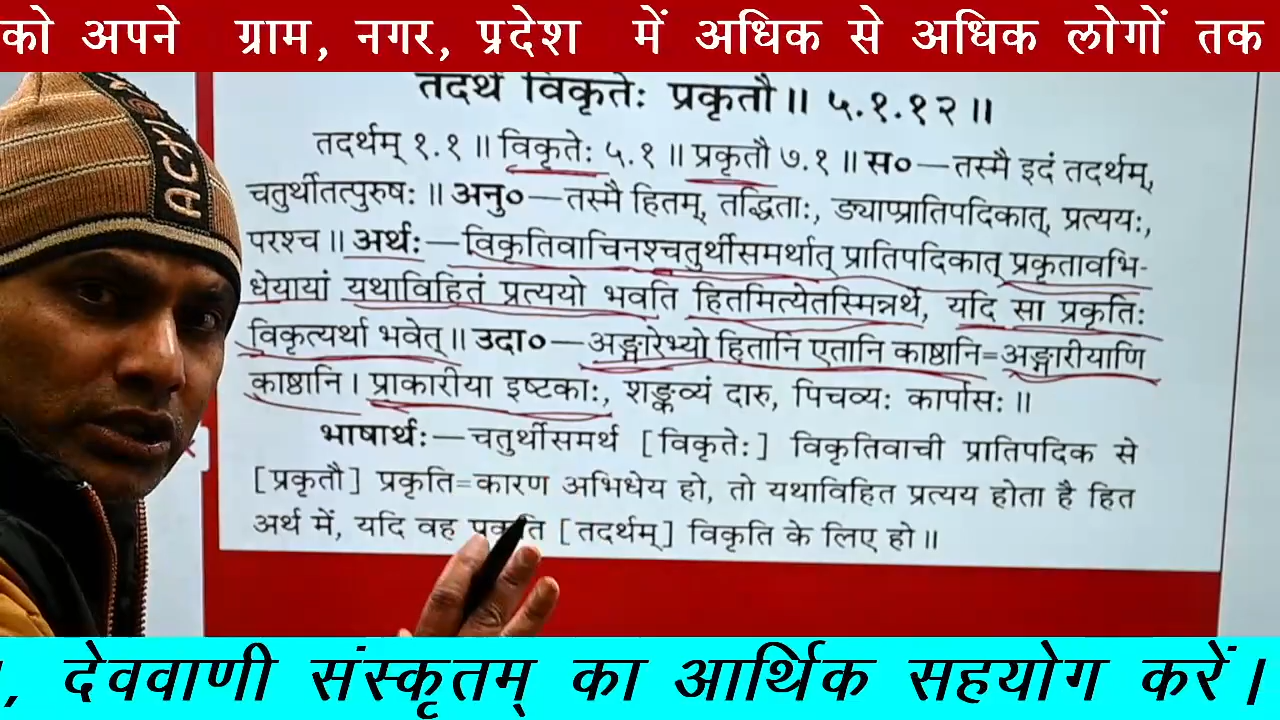 को अपने ग्राम, नगर, प्रदेश में अधिक से अधिक लोगों तक
तदर्थं विकृतेः प्रकृतौ ॥ ५.१.१२ ॥
तदर्थम् १.१ ॥ विकृतेः ५.१ ॥ प्रकृतौ ७.१ ॥ स०—तस्मै इदं तदर्थम्,
चतुर्थीतत्पुरुषः ॥ अनु०—तस्मै हितम्, तद्धिताः, ङ्याप्प्रातिपदिकात्, प्रत्ययः,
परश्च ॥ अर्थः—विकृतिवाचिनश्चतुर्थीसमर्थात् प्रातिपदिकात् प्रकृतावभि-
धेयायां यथाविहितं प्रत्ययो भवति हितमित्येतस्मिन्नर्थे, यदि सा प्रकृतिः
विकृत्यर्था भवेत् ॥ उदा०—अङ्गारेभ्यो हितानि एतानि काष्ठानि=अङ्गारीयाणि
काष्ठानि। प्राकारीया इष्टकाः, शङ्कव्यं दारु, पिचव्यः कार्पासः ॥
भाषार्थः—चतुर्थीसमर्थ [विकृतेः] विकृतिवाची प्रातिपदिक से
[प्रकृतौ] प्रकृति=कारण अभिधेय हो, तो यथाविहित प्रत्यय होता है हित
अर्थ में, यदि वह प्रकृति [तदर्थम्] विकृति के लिए हो ॥
ACKIE
, देववाणी संस्कृतम् का आर्थिक सहयोग करें।